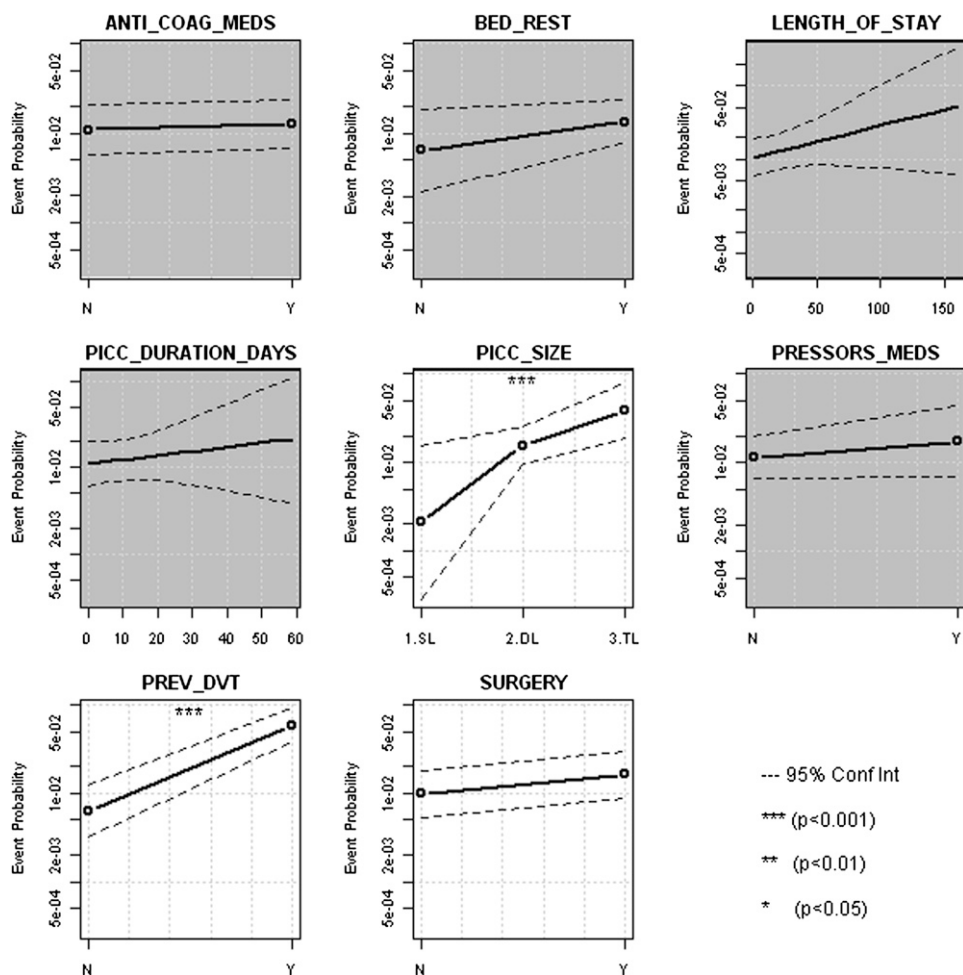 ANTI_COAG_MEDS
Event Probability
5e-02
1e-02
2e-03
5e-04
N Y
BED_REST
Event Probability
5e-02
1e-02
2e-03
5e-04
N Y
LENGTH_OF_STAY
Event Probability
5e-02
5e-03
5e-04
0 50 100 150
PICC_DURATION_DAYS
Event Probability
5e-02
1e-02
2e-03
5e-04
0 10 20 30 40 50 60
PICC_SIZE
***
Event Probability
5e-02
1e-02
2e-03
5e-04
1.SL 2.DL 3.TL
PRESSORS_MEDS
Event Probability
5e-02
1e-02
2e-03
5e-04
N Y
PREV_DVT
***
Event Probability
5e-02
1e-02
2e-03
5e-04
N Y
SURGERY
Event Probability
5e-02
1e-02
2e-03
5e-04
N Y
--- 95% Conf Int
*** (p<0.001)
** (p<0.01)
* (p<0.05)